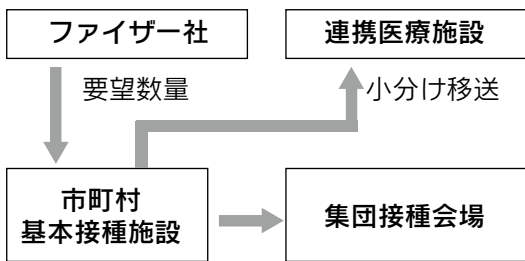 ファイザー社
連携医療施設
要望数量
小分け移送
市町村
基本接種施設
集団接種会場